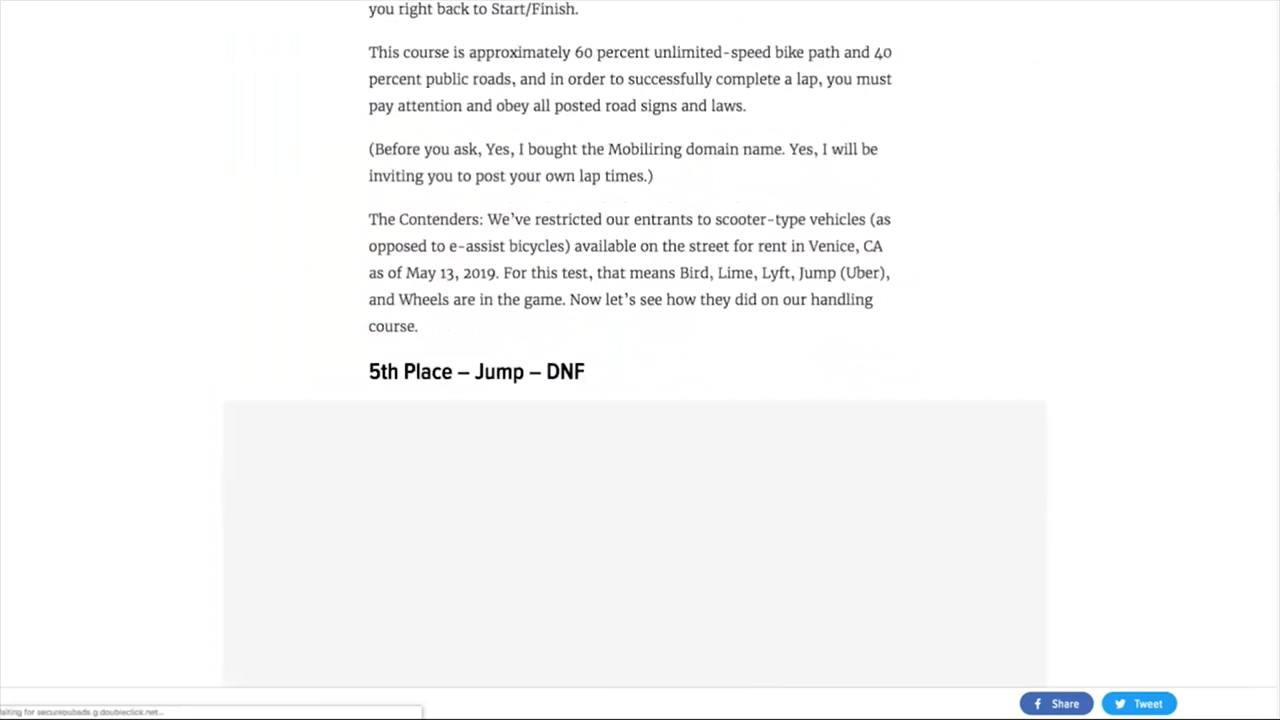 you right back to Start/Finish.
This course is approximately 60 percent unlimited-speed bike path and 40
percent public roads, and in order to successfully complete a lap, you must
pay attention and obey all posted road signs and laws.
(Before you ask, Yes, I bought the Mobiliring domain name. Yes, I will be
inviting you to post your own lap times.)
The Contenders: We’ve restricted our entrants to scooter-type vehicles (as
opposed to e-assist bicycles) available on the street for rent in Venice, CA
as of May 13, 2019. For this test, that means Bird, Lime, Lyft, Jump (Uber),
and Wheels are in the game. Now let’s see how they did on our handling
course.
5th Place – Jump – DNF
Share Tweet
for securepubads.g.doubleclick.net...